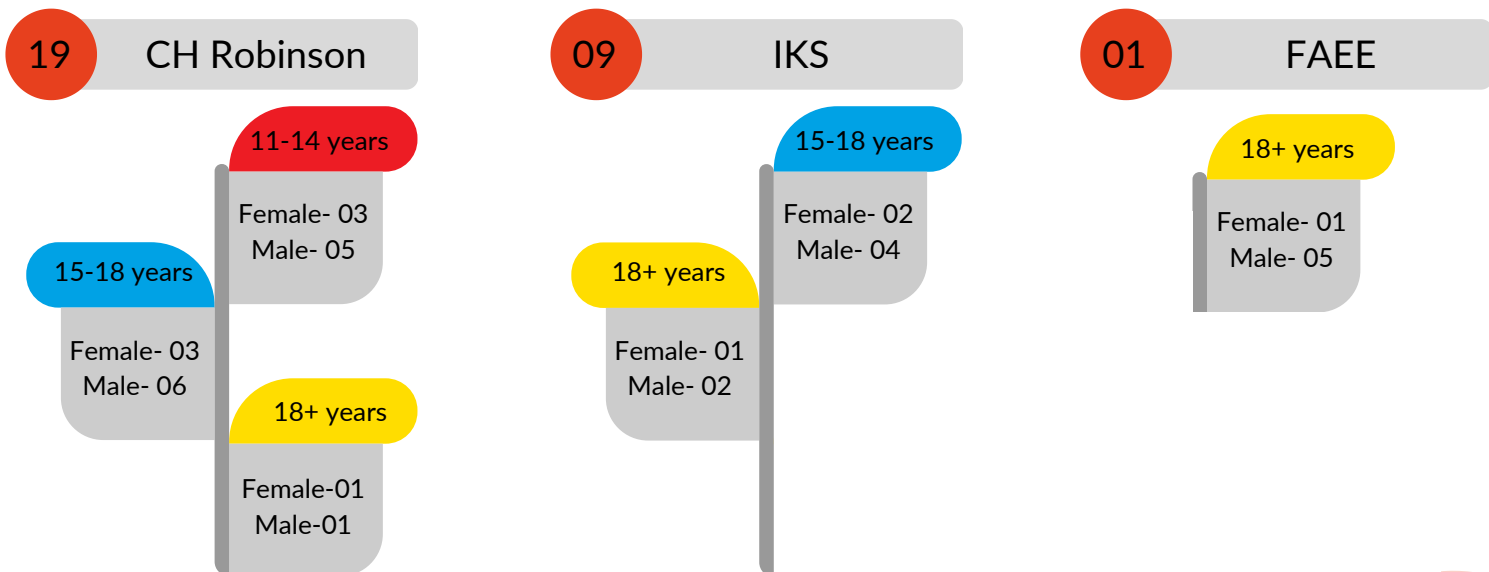 19 CH Robinson
11-14 years
Female- 03
Male- 05
15-18 years
Female- 03
Male- 06
18+ years
Female-01
Male-01
09 IKS
15-18 years
Female- 02
Male- 04
18+ years
Female- 01
Male- 02
01 FAEE
18+ years
Female- 01
Male- 05